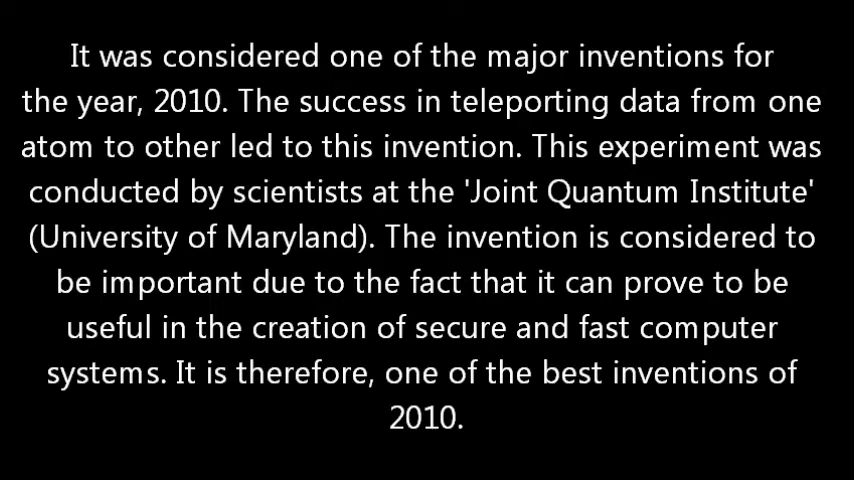 It was considered one of the major inventions for
the year, 2010. The success in teleporting data from one
atom to other led to this invention. This experiment was
conducted by scientists at the 'Joint Quantum Institute'
(University of Maryland). The invention is considered to
be important due to the fact that it can prove to be
useful in the creation of secure and fast computer
systems. It is therefore, one of the best inventions of
2010.